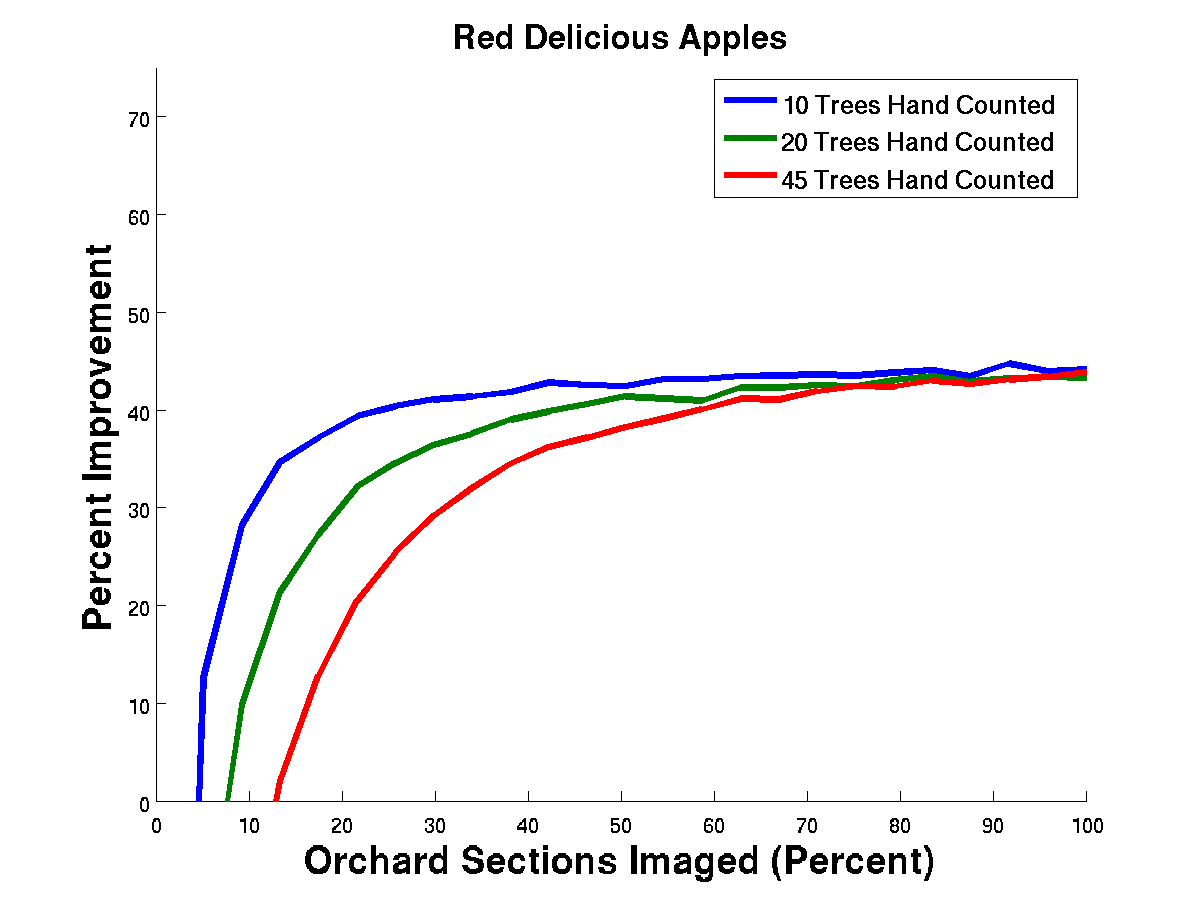 Red Delicious Apples
10 Trees Hand Counted
20 Trees Hand Counted
45 Trees Hand Counted
Percent Improvement
70
60
50
40
30
20
10
0
0 10 20 30 40 50 60 70 80 90 100
Orchard Sections Imaged (Percent)